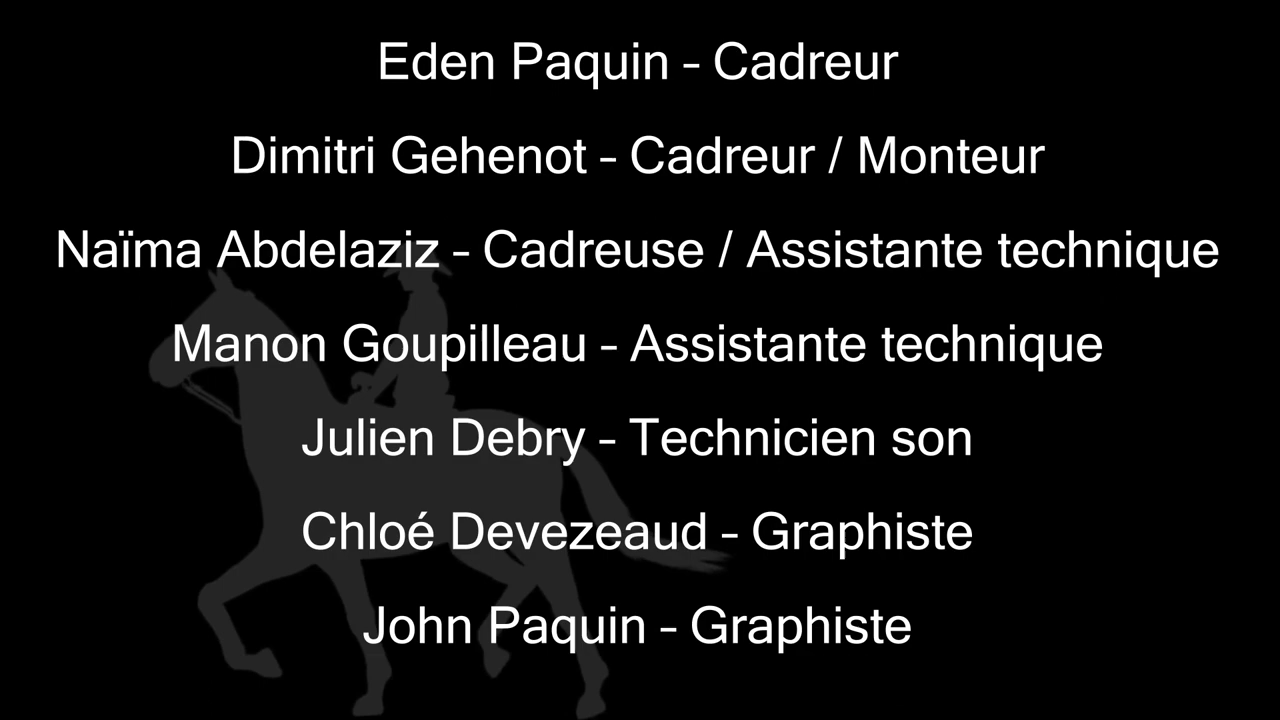 Eden Paquin – Cadreur
Dimitri Gehenot – Cadreur / Monteur
Naïma Abdelaziz – Cadreuse / Assistante technique
Manon Goupilleau – Assistante technique
Julien Debry – Technicien son
Chloé Devezeaud – Graphiste
John Paquin – Graphiste